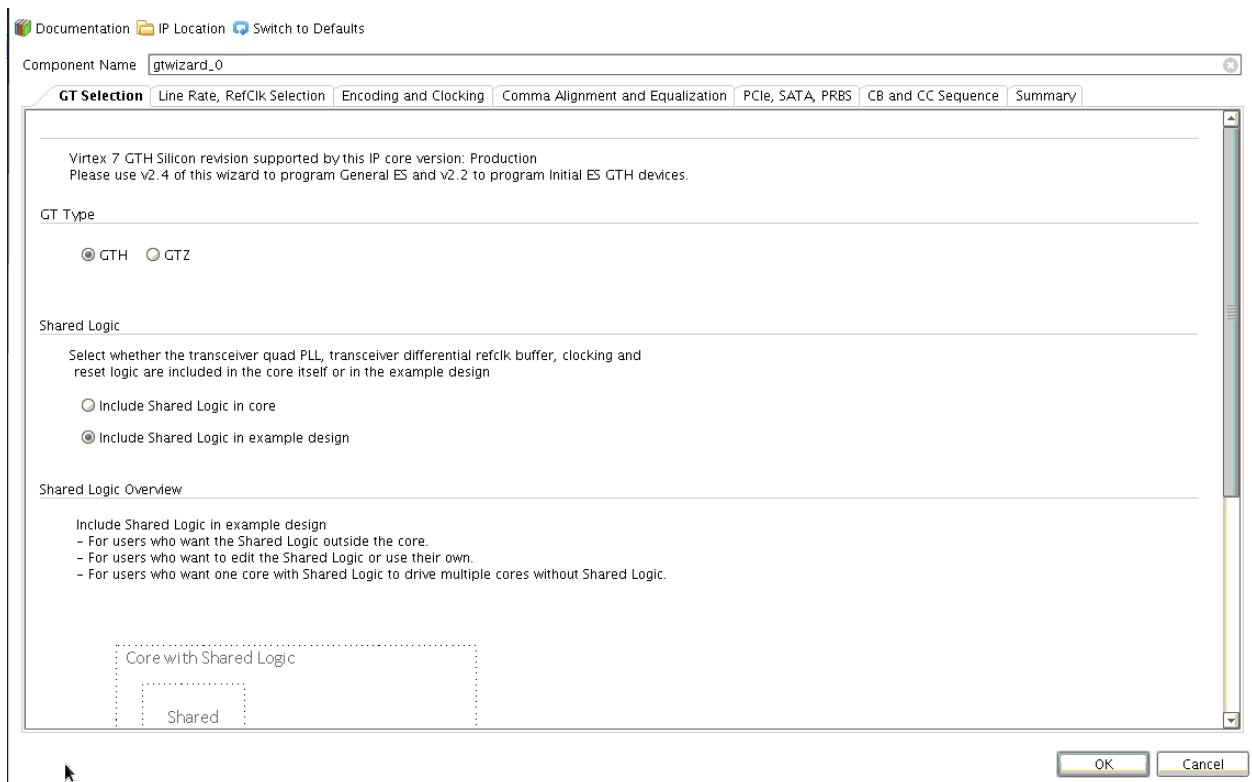 Documentation IP Location Switch to Defaults
Component Name gtwizard_0
GT Selection Line Rate, RefClk Selection Encoding and Clocking Comma Alignment and Equalization PCIe, SATA, PRBS CB and CC Sequence Summary
Virtex 7 GTH Silicon revision supported by this IP core version: Production
Please use v2.4 of this wizard to program General ES and v2.2 to program Initial ES GTH devices.
GT Type
GTH GTZ
Shared Logic
Select whether the transceiver quad PLL, transceiver differential refclk buffer, clocking and
reset logic are included in the core itself or in the example design
Include Shared Logic in core
Include Shared Logic in example design
Shared Logic Overview
Include Shared Logic in example design
- For users who want the Shared Logic outside the core.
- For users who want to edit the Shared Logic or use their own.
- For users who want one core with Shared Logic to drive multiple cores without Shared Logic.
Core with Shared Logic
Shared
OK Cancel